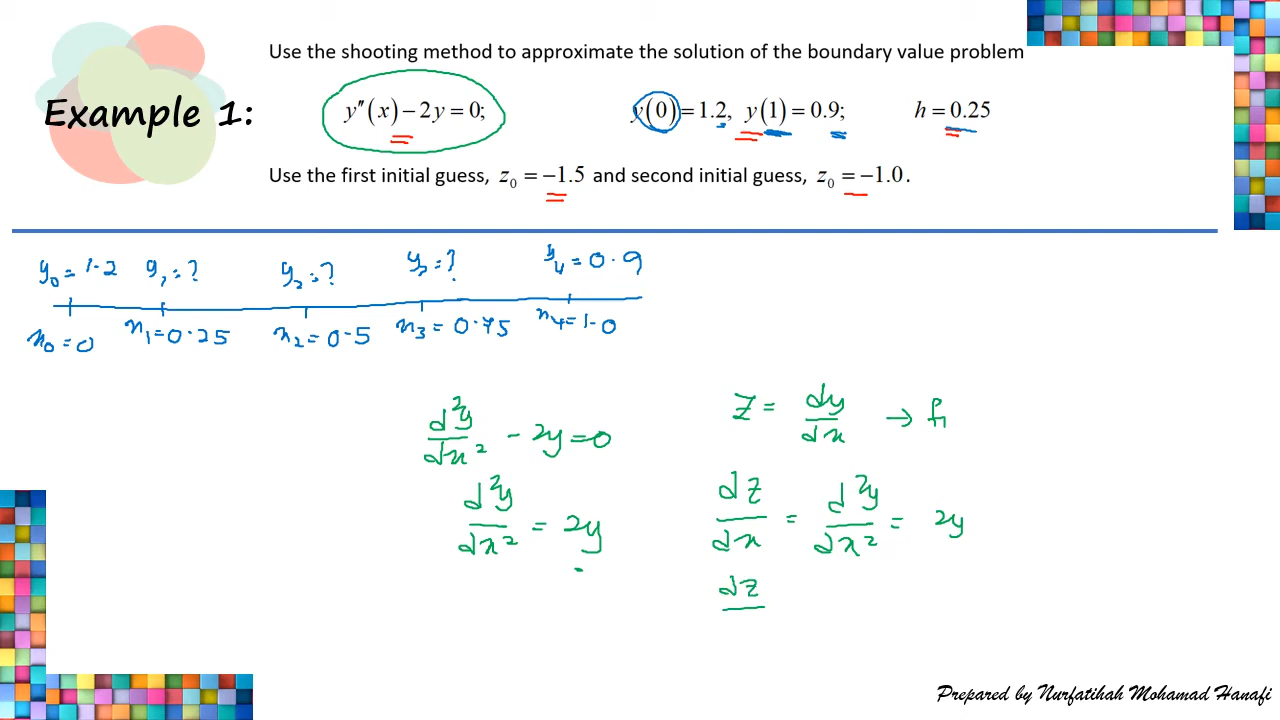 Use the shooting method to approximate the solution of the boundary value problem
Example 1:
y″(x) − 2y = 0; y(0) = 1.2, y(1) = 0.9; h = 0.25
Use the first initial guess, z₀ = −1.5 and second initial guess, z₀ = −1.0.
y₀ = 1.2 y₁ = ? y₂ = ? y₃ = ? y₄ = 0.9
x₀ = 0 x₁ = 0.25 x₂ = 0.5 x₃ = 0.75 x₄ = 1.0
d²y/dx² − 2y = 0
z = dy/dx →
d²y/dx² = 2y
dz/dx = d²y/dx² = 2y
dz
Prepared by Nurfatihah Mohamad Hanafi